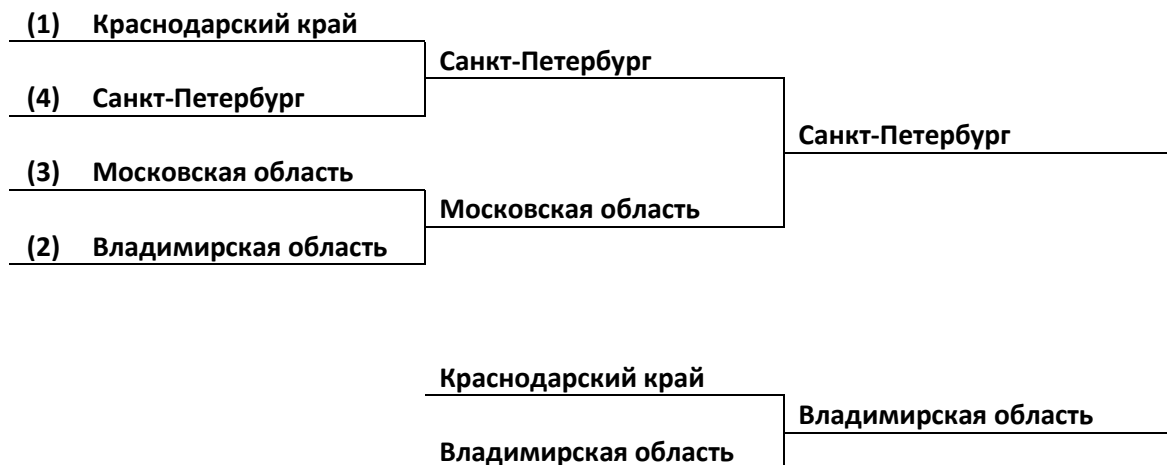 (1) Краснодарский край
Санкт-Петербург
(4) Санкт-Петербург
Санкт-Петербург
(3) Московская область
Московская область
(2) Владимирская область
Краснодарский край
Владимирская область
Владимирская область